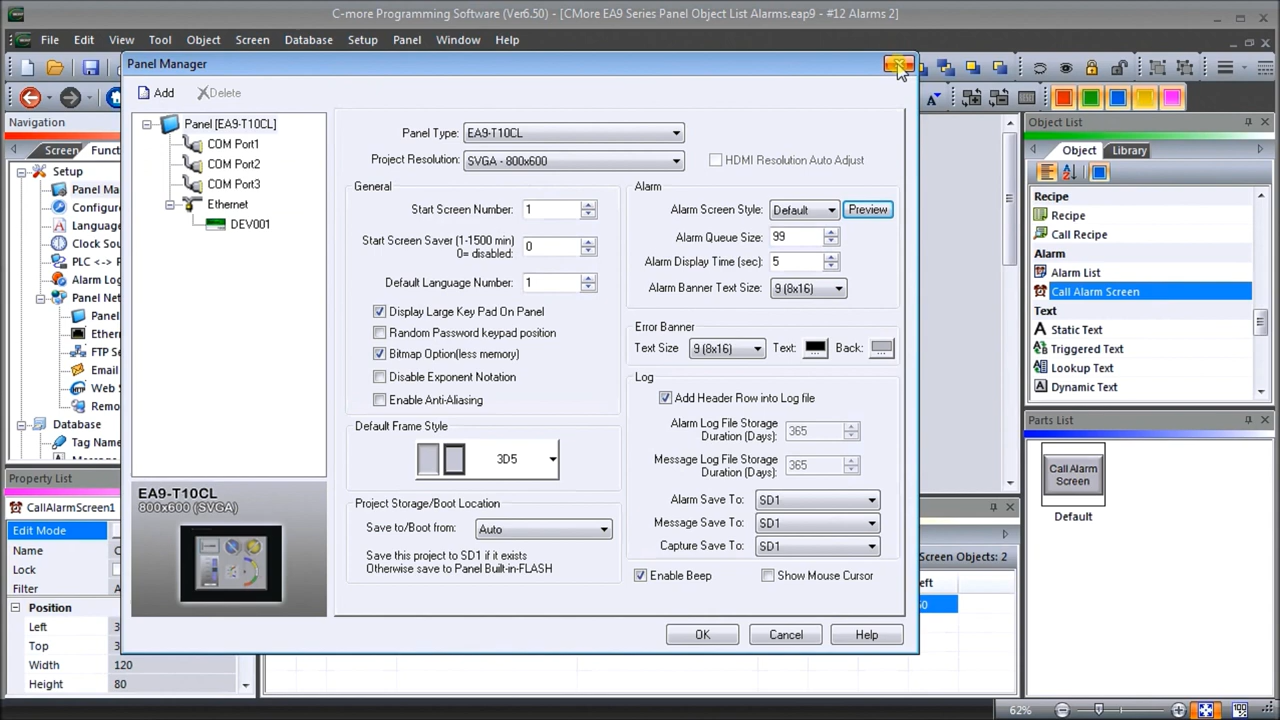 C-more Programming Software (Ver6.50) - [CMore EA9 Series Panel Object List Alarms.eap9 - #12 Alarms 2]
File Edit View Tool Object Screen Database Setup Panel Window Help
Panel Manager
Add Delete
Navigation
Screen Funct
Setup
Panel Ma
Configure
Language
Clock Sou
PLC <-> R
Alarm Log
Panel Net
Panel
Ether
FTP Se
Email
Web S
Remo
Database
Tag Name
Panel [EA9-T10CL]
COM Port1
COM Port2
COM Port3
Ethernet
DEV001
EA9-T10CL
800x600 (SVGA)
Panel Type: EA9-T10CL
Project Resolution: SVGA - 800x600
HDMI Resolution Auto Adjust
General
Start Screen Number: 1
Start Screen Saver (1-1500 min)
0= disabled: 0
Default Language Number: 1
Display Large Key Pad On Panel
Random Password keypad position
Bitmap Option(less memory)
Disable Exponent Notation
Enable Anti-Aliasing
Default Frame Style
3D5
Project Storage/Boot Location
Save to/Boot from: Auto
Save this project to SD1 if it exists
Otherwise save to Panel Built-in-FLASH
Alarm
Alarm Screen Style: Default Preview
Alarm Queue Size: 99
Alarm Display Time (sec): 5
Alarm Banner Text Size: 9 (8x16)
Error Banner
Text Size 9 (8x16) Text: ... Back: ...
Log
Add Header Row into Log file
Alarm Log File Storage
Duration (Days): 365
Message Log File Storage
Duration (Days): 365
Alarm Save To: SD1
Message Save To: SD1
Capture Save To: SD1
Enable Beep Show Mouse Cursor
OK Cancel Help
Property List
CallAlarmScreen1
Edit Mode
Name C
Lock
Filter A
Position
Left 3
Top 3
Width 120
Height 80
Object List
Object Library
Recipe
Recipe
Call Recipe
Alarm
Alarm List
Call Alarm Screen
Text
Static Text
Triggered Text
Lookup Text
Dynamic Text
Parts List
Call Alarm
Screen
Default
Screen Objects: 2
eft
62%